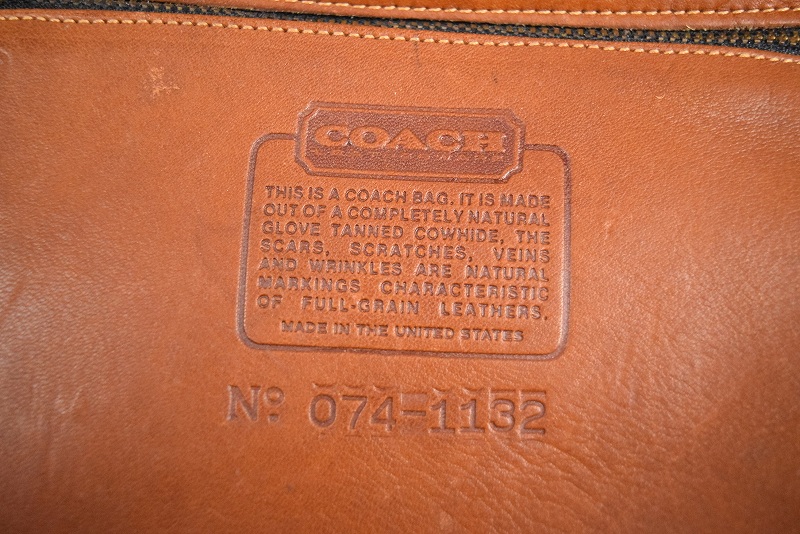 COACH
THIS IS A COACH BAG. IT IS MADE
OUT OF A COMPLETELY NATURAL
GLOVE TANNED COWHIDE, THE
SCARS, SCRATCHES, VEINS
AND WRINKLES ARE NATURAL
MARKINGS CHARACTERISTIC
OF FULL-GRAIN LEATHERS.
MADE IN THE UNITED STATES
Nº: 074-1132